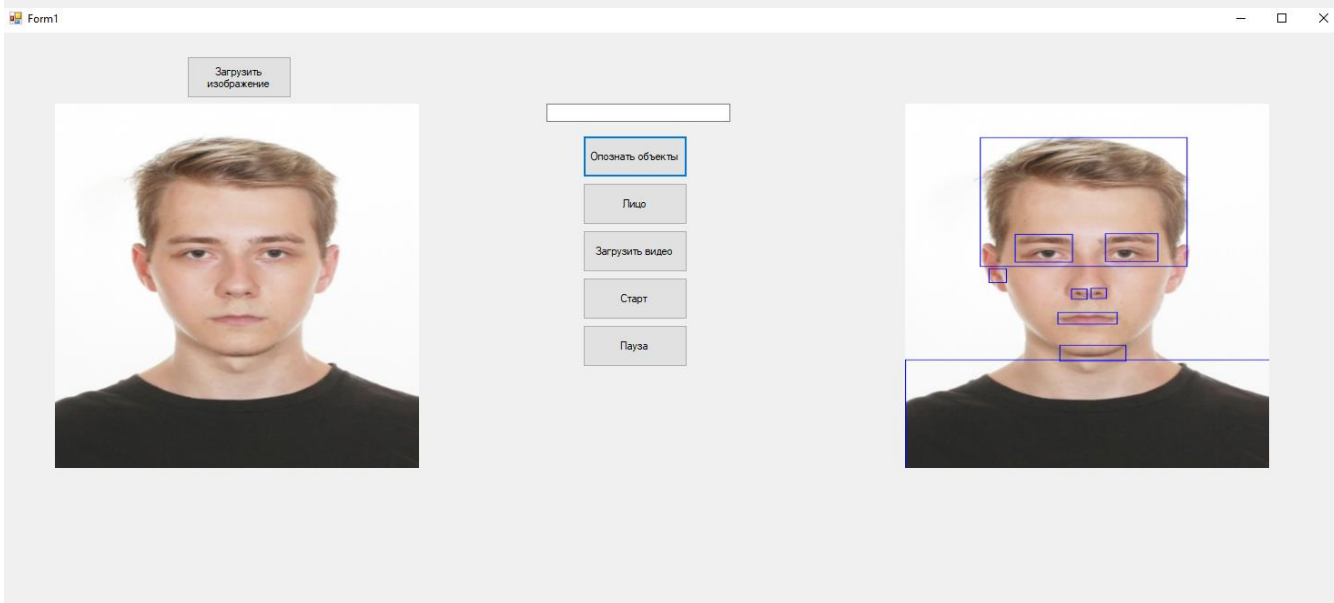 Form1
Загрузить
изображение
Опознать объекты
Лицо
Загрузить видео
Старт
Пауза